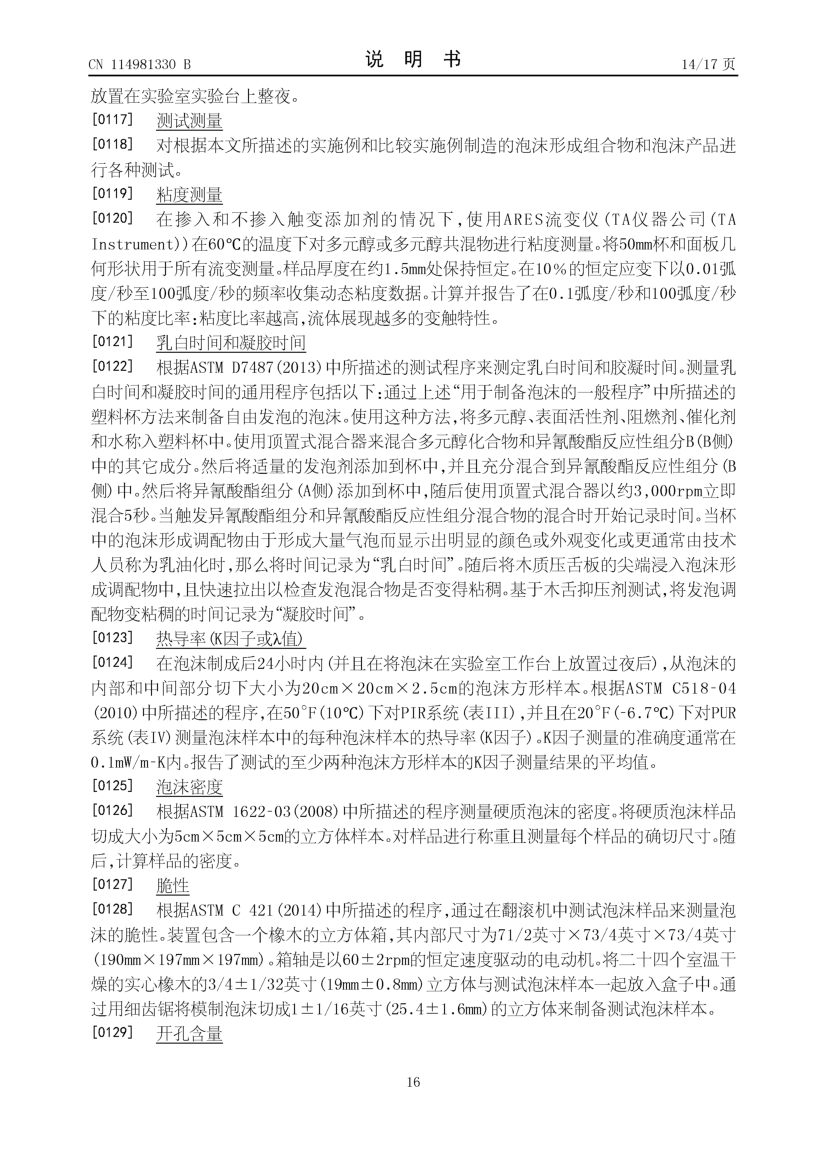 CN 114981330 B
说 明 书
14/17 页
放置在实验室实验台上整夜。
[0117] 测试测量
[0118] 对根据本文所描述的实施例和比较实施例制造的泡沫形成组合物和泡沫产品进
行各种测试。
[0119] 粘度测量
[0120] 在掺入和不掺入触变添加剂的情况下,使用ARES流变仪(TA仪器公司(TA
Instrument))在60℃的温度下对多元醇或多元醇共混物进行粘度测量。将50mm杯和面板几
何形状用于所有流变测量。样品厚度在约1.5mm处保持恒定。在10%的恒定应变下以0.01弧
度/秒至100弧度/秒的频率收集动态粘度数据。计算并报告了在0.1弧度/秒和100弧度/秒
下的粘度比率:粘度比率越高,流体展现越多的变触特性。
[0121] 乳白时间和凝胶时间
[0122] 根据ASTM D7487(2013)中所描述的测试程序来测定乳白时间和胶凝时间。测量乳
白时间和凝胶时间的通用程序包括以下:通过上述“用于制备泡沫的一般程序”中所描述的
塑料杯方法来制备自由发泡的泡沫。使用这种方法,将多元醇、表面活性剂、阻燃剂、催化剂
和水称入塑料杯中。使用顶置式混合器来混合多元醇化合物和异氰酸酯反应性组分B(B侧)
中的其它成分。然后将适量的发泡剂添加到杯中,并且充分混合到异氰酸酯反应性组分(B
侧)中。然后将异氰酸酯组分(A侧)添加到杯中,随后使用顶置式混合器以约3,000rpm立即
混合5秒。当触发异氰酸酯组分和异氰酸酯反应性组分混合物的混合时开始记录时间。当杯
中的泡沫形成调配物由于形成大量气泡而显示出明显的颜色或外观变化或更通常由技术
人员称为乳油化时,那么将时间记录为“乳白时间”。随后将木质压舌板的尖端浸入泡沫形
成调配物中,且快速拉出以检查发泡混合物是否变得粘稠。基于木舌抑压剂测试,将发泡调
配物变粘稠的时间记录为“凝胶时间”。
[0123] 热导率(K因子或λ值)
[0124] 在泡沫制成后24小时内(并且在将泡沫在实验室工作台上放置过夜后),从泡沫的
内部和中间部分切下大小为20cm×20cm×2.5cm的泡沫方形样本。根据ASTM C518-04
(2010)中所描述的程序,在50°F(10℃)下对PIR系统(表III),并且在20°F(-6.7℃)下对PUR
系统(表IV)测量泡沫样本中的每种泡沫样本的热导率(K因子)。K因子测量的准确度通常在
0.1mW/m-K内。报告了测试的至少两种泡沫方形样本的K因子测量结果的平均值。
[0125] 泡沫密度
[0126] 根据ASTM 1622-03(2008)中所描述的程序测量硬质泡沫的密度。将硬质泡沫样品
切成大小为5cm×5cm×5cm的立方体样本。对样品进行称重且测量每个样品的确切尺寸。随
后,计算样品的密度。
[0127] 脆性
[0128] 根据ASTM C 421(2014)中所描述的程序,通过在翻滚机中测试泡沫样品来测量泡
沫的脆性。装置包含一个橡木的立方体箱,其内部尺寸为71/2英寸×73/4英寸×73/4英寸
(190mm×197mm×197mm)。箱轴是以60±2rpm的恒定速度驱动的电动机。将二十四个室温干
燥的实心橡木的3/4±1/32英寸(19mm±0.8mm)立方体与测试泡沫样本一起放入盒子中。通
过用细齿锯将模制泡沫切成1±1/16英寸(25.4±1.6mm)的立方体来制备测试泡沫样本。
[0129] 开孔含量
16